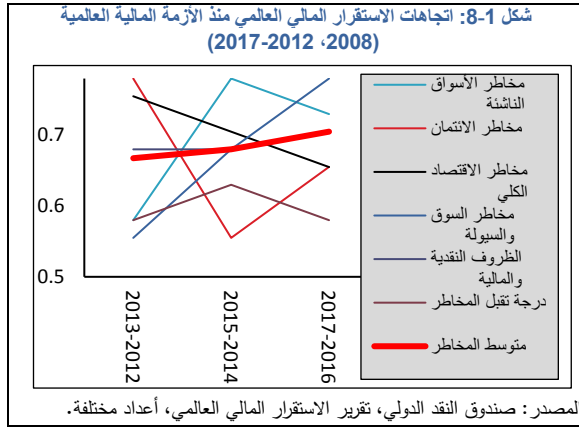 شكل 1-8: اتجاهات الاستقرار المالي العالمي منذ الأزمة المالية العالمية
(2008، 2012-2017)
مخاطر الأسواق
الناشئة
مخاطر الائتمان
مخاطر الاقتصاد
الكلي
مخاطر السوق
والسيولة
الظروف النقدية
والمالية
درجة تقبل المخاطر
متوسط المخاطر
0.7
0.6
0.5
2013-2012
2015-2014
2017-2016
المصدر: صندوق النقد الدولي، تقرير الاستقرار المالي العالمي، أعداد مختلفة.